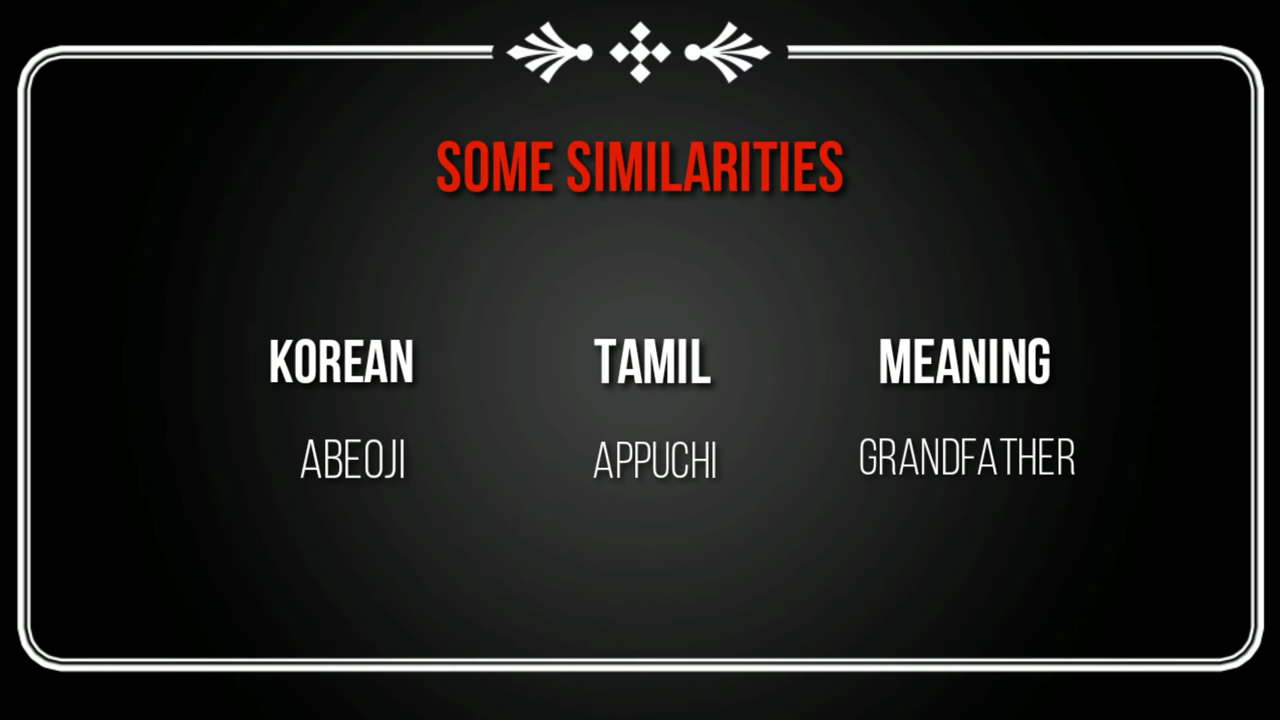 SOME SIMILARITIES
KOREAN TAMIL MEANING
ABEOJI APPUCHI GRANDFATHER